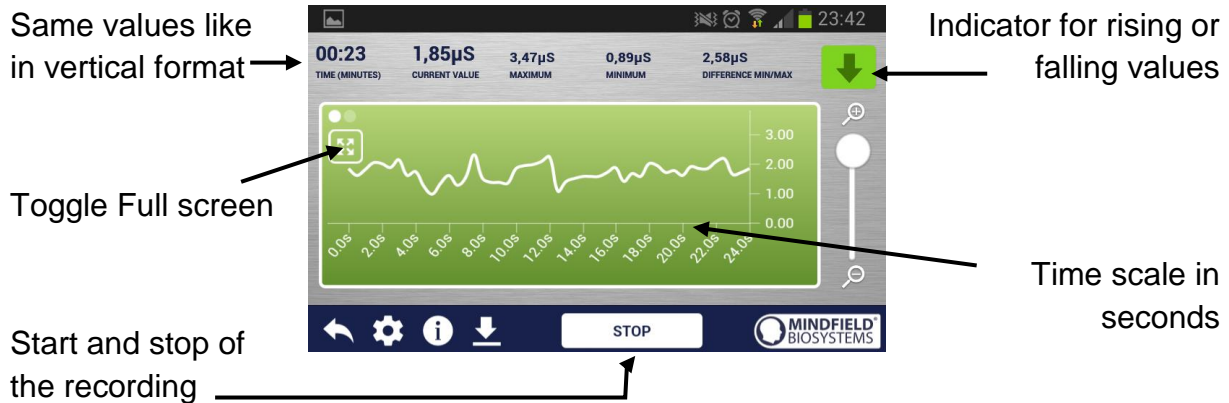 Same values like
in vertical format
Indicator for rising or
falling values
Toggle Full screen
Time scale in
seconds
Start and stop of
the recording
23:42
00:23 1,85µS 3,47µS 0,89µS 2,58µS
TIME (MINUTES) CURRENT VALUE MAXIMUM MINIMUM DIFFERENCE MIN/MAX
3.00
2.00
1.00
0.00
0.0s 2.0s 4.0s 6.0s 8.0s 10.0s 12.0s 14.0s 16.0s 18.0s 20.0s 22.0s 24.0s
STOP
MINDFIELD®
BIOSYSTEMS